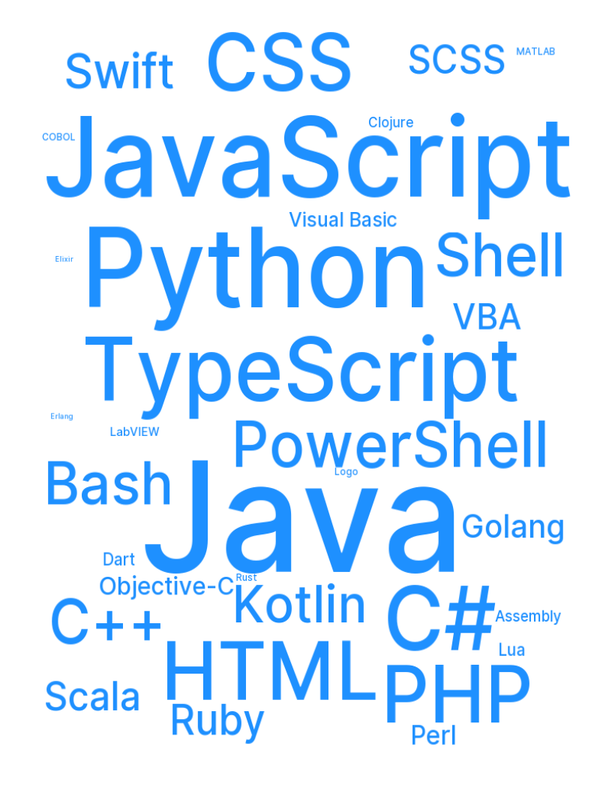 Swift CSS SCSS MATLAB
COBOL Clojure
JavaScript
Visual Basic
Elixir Python Shell
VBA
TypeScript
Erlang
LabVIEW PowerShell
Logo
Bash Java Golang
Dart
Objective-C Rust
Kotlin C# Assembly
C++
Lua
HTML PHP
Scala
Ruby
Perl